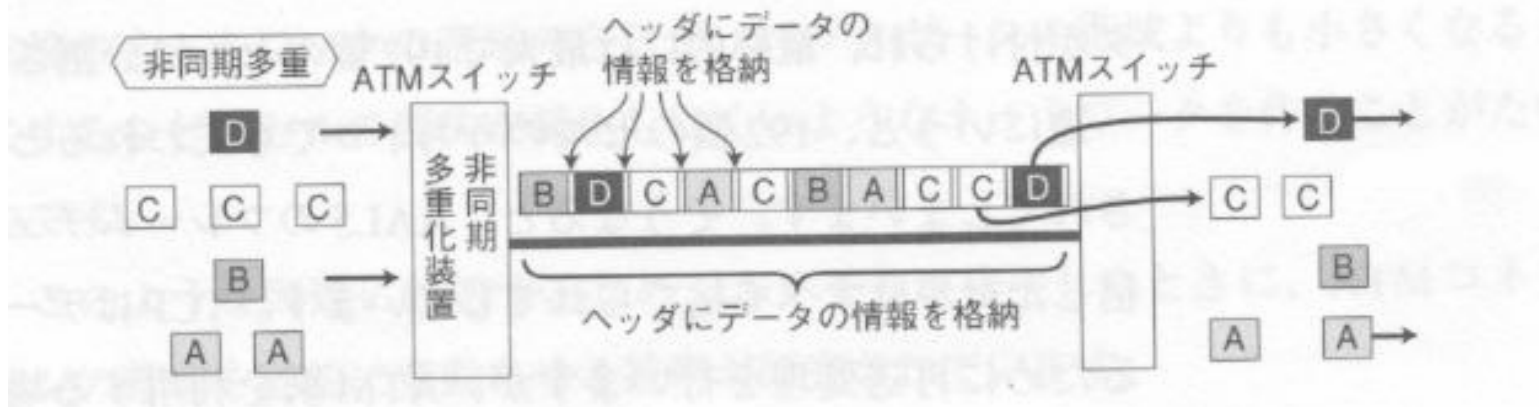 非同期多重
ATMスイッチ
ヘッダにデータの
情報を格納
ATMスイッチ
D
C C C
B
A A
非同期
多重化装置
B D C A C B A C C D
ヘッダにデータの情報を格納
D
C C
B
A A